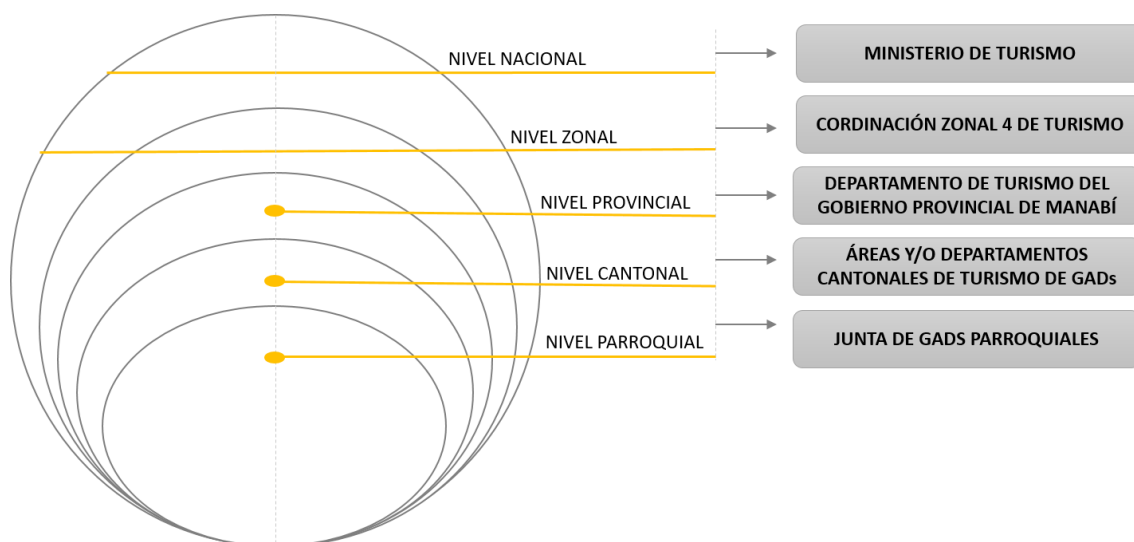 NIVEL NACIONAL
MINISTERIO DE TURISMO
NIVEL ZONAL
CORDINACIÓN ZONAL 4 DE TURISMO
NIVEL PROVINCIAL
DEPARTAMENTO DE TURISMO DEL
GOBIERNO PROVINCIAL DE MANABÍ
NIVEL CANTONAL
ÁREAS Y/O DEPARTAMENTOS
CANTONALES DE TURISMO DE GADs
NIVEL PARROQUIAL
JUNTA DE GADS PARROQUIALES